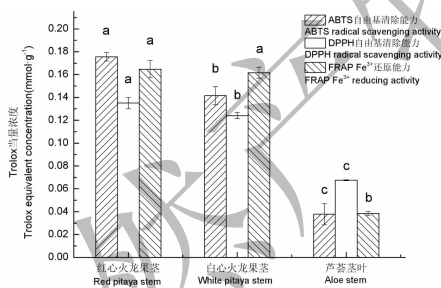 Trolox当量浓度
Trolox equivalent concentration(mmol g⁻¹)
0.20
0.18
0.16
0.14
0.12
0.10
0.08
0.06
0.04
0.02
0.00
ABTS自由基清除能力
ABTS radical scavenging activity
DPPH自由基清除能力
DPPH radical scavenging activity
FRAP Fe³⁺还原能力
FRAP Fe³⁺ reducing activity
a
a
a
b
b
a
c
c
b
红心火龙果茎
Red pitaya stem
白心火龙果茎
White pitaya stem
芦荟茎叶
Aloe stem